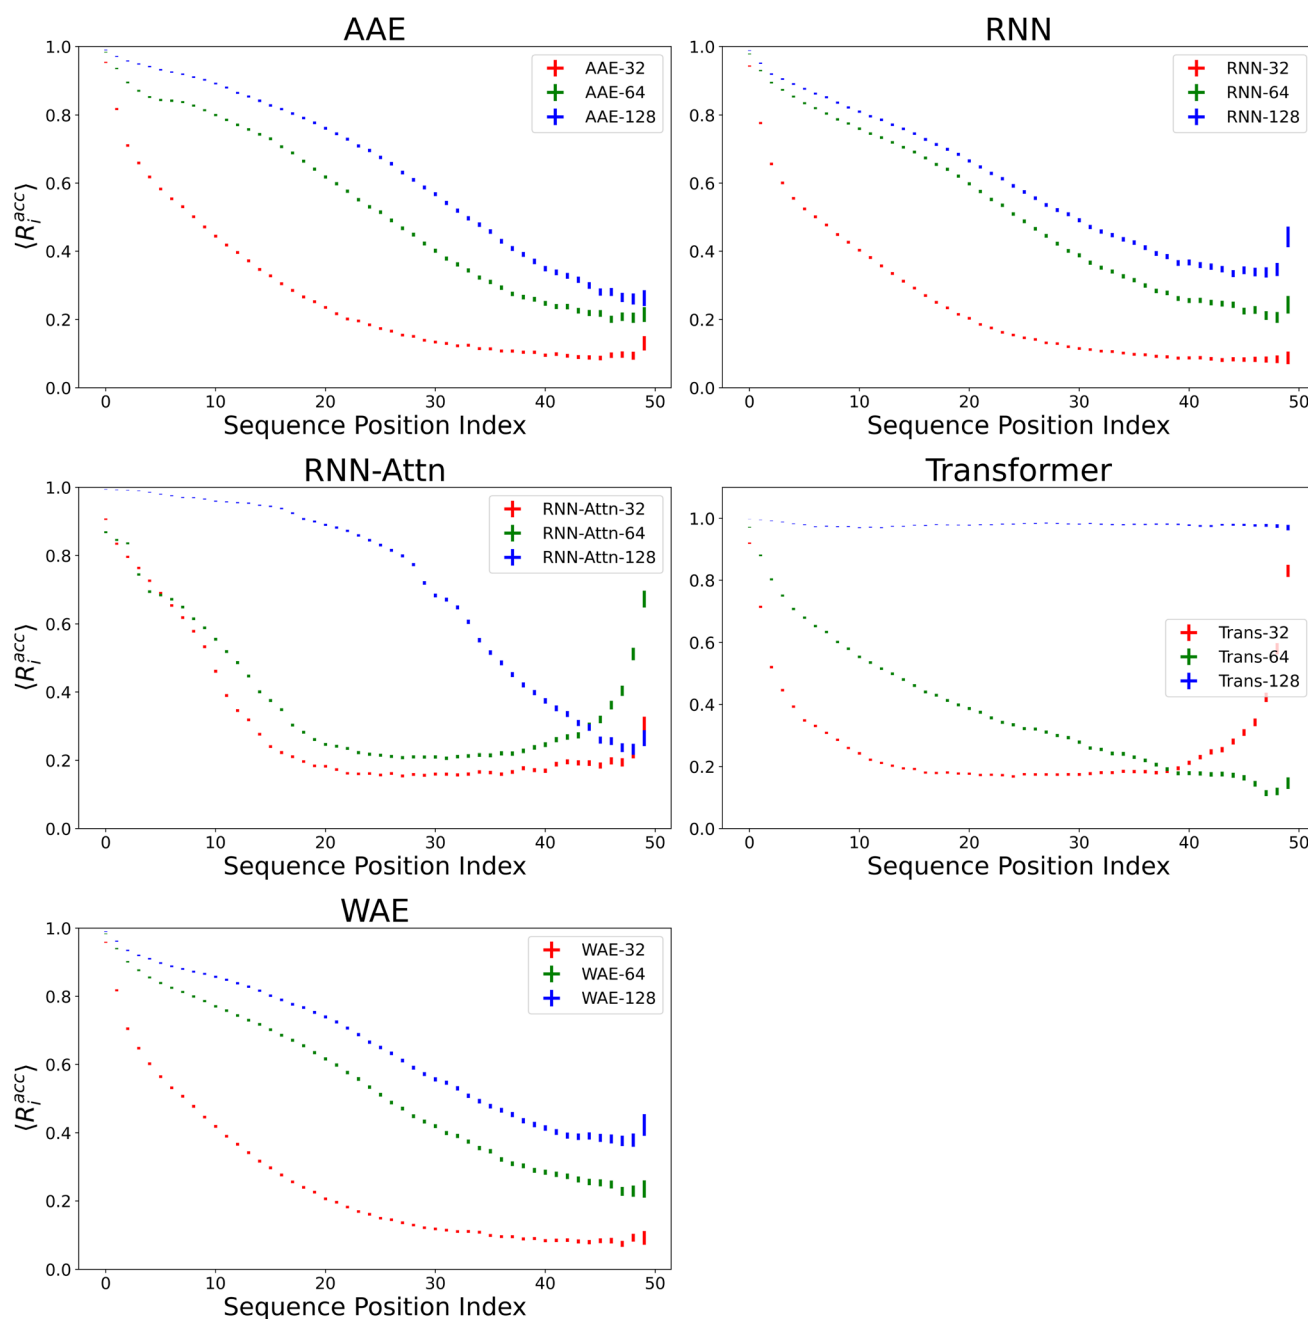 AAE
1.0
0.8
0.6
0.4
0.2
0.0
⟨R_i^{acc}⟩
AAE-32
AAE-64
AAE-128
0 10 20 30 40 50
Sequence Position Index
RNN
1.0
0.8
0.6
0.4
0.2
0.0
RNN-32
RNN-64
RNN-128
0 10 20 30 40 50
Sequence Position Index
RNN-Attn
1.0
0.8
0.6
0.4
0.2
0.0
⟨R_i^{acc}⟩
RNN-Attn-32
RNN-Attn-64
RNN-Attn-128
0 10 20 30 40 50
Sequence Position Index
Transformer
1.0
0.8
0.6
0.4
0.2
0.0
Trans-32
Trans-64
Trans-128
0 10 20 30 40 50
Sequence Position Index
WAE
1.0
0.8
0.6
0.4
0.2
0.0
⟨R_i^{acc}⟩
WAE-32
WAE-64
WAE-128
0 10 20 30 40 50
Sequence Position Index